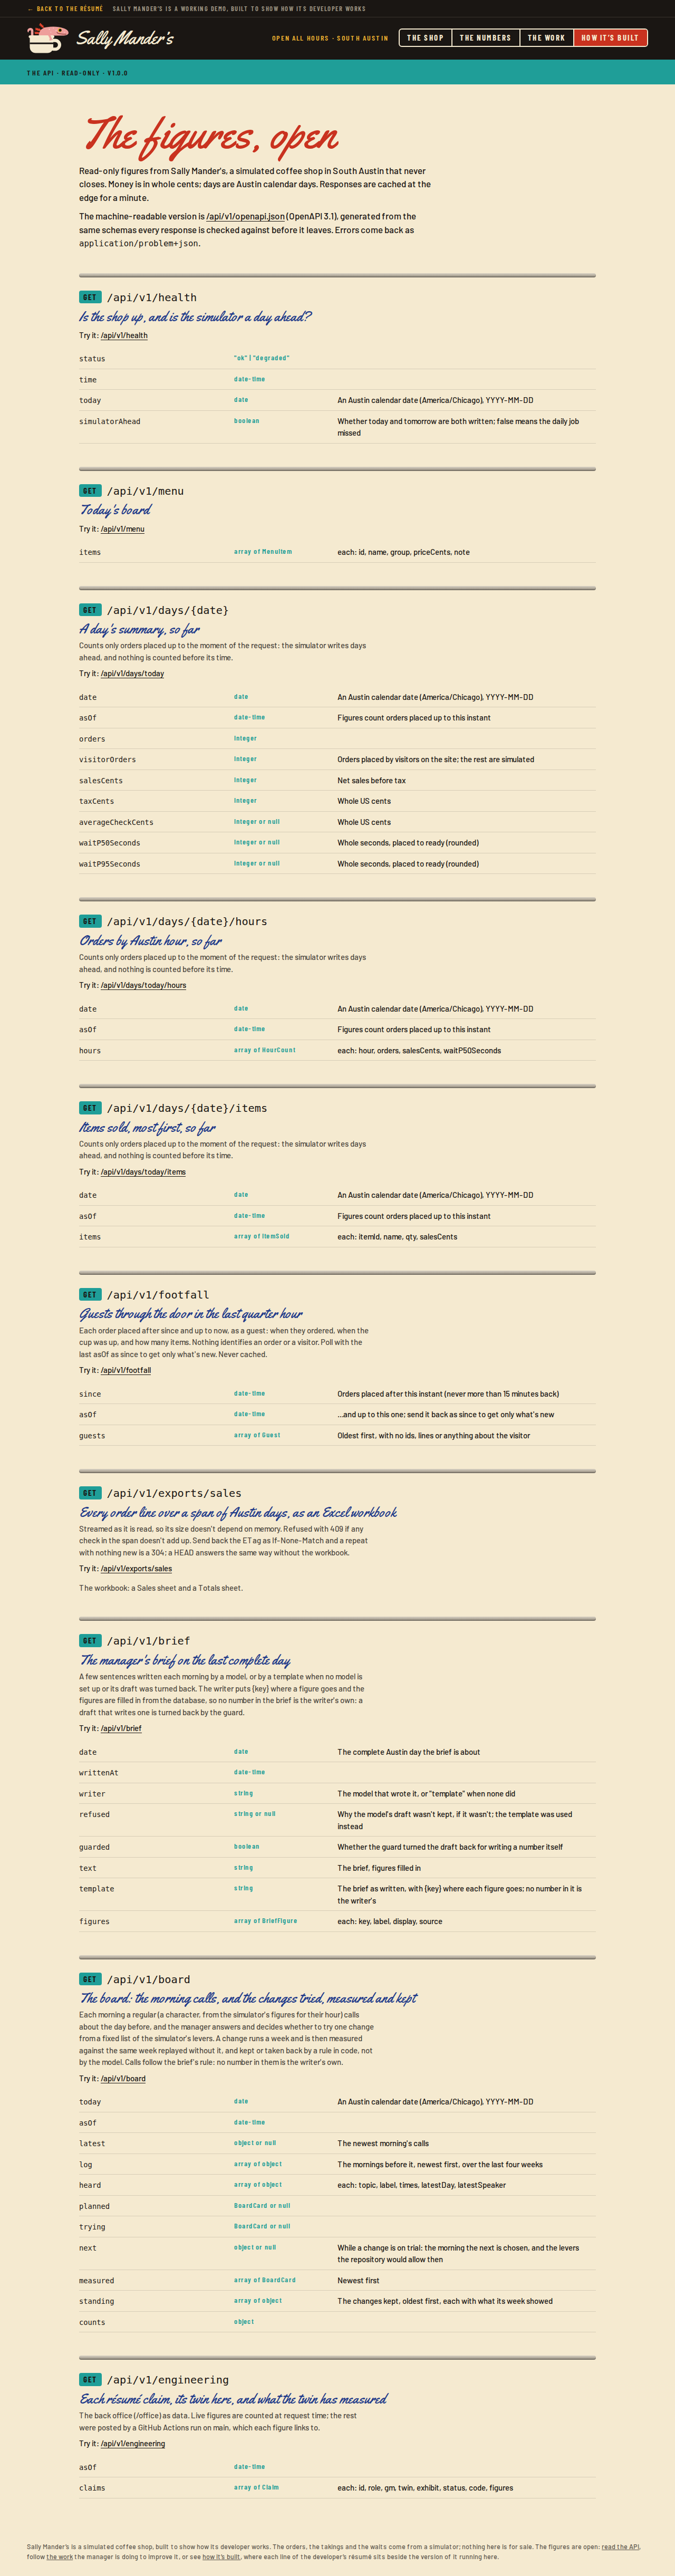 ← BACK TO THE RÉSUMÉ SALLY MANDER'S IS A WORKING DEMO, BUILT TO SHOW HOW ITS DEVELOPER WORKS
Sally Mander's OPEN ALL HOURS · SOUTH AUSTIN THE SHOP THE NUMBERS THE WORK HOW IT'S BUILT
THE API · READ-ONLY · V1.0.0
The figures, open
Read-only figures from Sally Mander's, a simulated coffee shop in South Austin that never
closes. Money is in whole cents; days are Austin calendar days. Responses are cached at the
edge for a minute.
The machine-readable version is /api/v1/openapi.json (OpenAPI 3.1), generated from the
same schemas every response is checked against before it leaves. Errors come back as
application/problem+json.
GET /api/v1/health
Is the shop up, and is the simulator a day ahead?
Try it: /api/v1/health
status "ok" | "degraded"
time date-time
today date An Austin calendar date (America/Chicago), YYYY-MM-DD
simulatorAhead boolean Whether today and tomorrow are both written; false means the daily job
missed
GET /api/v1/menu
Today's board
Try it: /api/v1/menu
items array of MenuItem each: id, name, group, priceCents, note
GET /api/v1/days/{date}
A day's summary, so far
Counts only orders placed up to the moment of the request: the simulator writes days
ahead, and nothing is counted before its time.
Try it: /api/v1/days/today
date date An Austin calendar date (America/Chicago), YYYY-MM-DD
asOf date-time Figures count orders placed up to this instant
orders integer
visitorOrders integer Orders placed by visitors on the site; the rest are simulated
salesCents integer Net sales before tax
taxCents integer Whole US cents
averageCheckCents integer or null Whole US cents
waitP50Seconds integer or null Whole seconds, placed to ready (rounded)
waitP95Seconds integer or null Whole seconds, placed to ready (rounded)
GET /api/v1/days/{date}/hours
Orders by Austin hour, so far
Counts only orders placed up to the moment of the request: the simulator writes days
ahead, and nothing is counted before its time.
Try it: /api/v1/days/today/hours
date date An Austin calendar date (America/Chicago), YYYY-MM-DD
asOf date-time Figures count orders placed up to this instant
hours array of HourCount each: hour, orders, salesCents, waitP50Seconds
GET /api/v1/days/{date}/items
Items sold, most first, so far
Counts only orders placed up to the moment of the request: the simulator writes days
ahead, and nothing is counted before its time.
Try it: /api/v1/days/today/items
date date An Austin calendar date (America/Chicago), YYYY-MM-DD
asOf date-time Figures count orders placed up to this instant
items array of ItemSold each: itemId, name, qty, salesCents
GET /api/v1/footfall
Guests through the door in the last quarter hour
Each order placed after since and up to now, as a guest: when they ordered, when the
cup was up, and how many items. Nothing identifies an order or a visitor. Poll with the
last asOf as since to get only what's new. Never cached.
Try it: /api/v1/footfall
since date-time Orders placed after this instant (never more than 15 minutes back)
asOf date-time …and up to this one; send it back as since to get only what's new
guests array of Guest Oldest first, with no ids, lines or anything about the visitor
GET /api/v1/exports/sales
Every order line over a span of Austin days, as an Excel workbook
Streamed as it is read, so its size doesn't depend on memory. Refused with 409 if any
check in the span doesn't add up. Send back the ETag as If-None-Match and a repeat
with nothing new is a 304; a HEAD answers the same way without the workbook.
Try it: /api/v1/exports/sales
The workbook: a Sales sheet and a Totals sheet.
GET /api/v1/brief
The manager's brief on the last complete day
A few sentences written each morning by a model, or by a template when no model is
set up or its draft was turned back. The writer puts {key} where a figure goes and the
figures are filled in from the database, so no number in the brief is the writer's own: a
draft that writes one is turned back by the guard.
Try it: /api/v1/brief
date date The complete Austin day the brief is about
writtenAt date-time
writer string The model that wrote it, or "template" when none did
refused string or null Why the model's draft wasn't kept, if it wasn't; the template was used
instead
guarded boolean Whether the guard turned the draft back for writing a number itself
text string The brief, figures filled in
template string The brief as written, with {key} where each figure goes; no number in it is
the writer's
figures array of BriefFigure each: key, label, display, source
GET /api/v1/board
The board: the morning calls, and the changes tried, measured and kept
Each morning a regular (a character, from the simulator's figures for their hour) calls
about the day before, and the manager answers and decides whether to try one change
from a fixed list of the simulator's levers. A change runs a week and is then measured
against the same week replayed without it, and kept or taken back by a rule in code, not
by the model. Calls follow the brief's rule: no number in them is the writer's own.
Try it: /api/v1/board
today date An Austin calendar date (America/Chicago), YYYY-MM-DD
asOf date-time
latest object or null The newest morning's calls
log array of object The mornings before it, newest first, over the last four weeks
heard array of object each: topic, label, times, latestDay, latestSpeaker
planned BoardCard or null
trying BoardCard or null
next object or null While a change is on trial: the morning the next is chosen, and the levers
the repository would allow then
measured array of BoardCard Newest first
standing array of object The changes kept, oldest first, each with what its week showed
counts object
GET /api/v1/engineering
Each résumé claim, its twin here, and what the twin has measured
The back office (/office) as data. Live figures are counted at request time; the rest
were posted by a GitHub Actions run on main, which each figure links to.
Try it: /api/v1/engineering
asOf date-time
claims array of Claim each: id, role, gm, twin, exhibit, status, code, figures
Sally Mander's is a simulated coffee shop, built to show how its developer works. The orders, the takings and the waits come from a simulator; nothing here is for sale. The figures are open: read the API,
follow the work the manager is doing to improve it, or see how it's built, where each line of the developer's résumé sits beside the version of it running here.